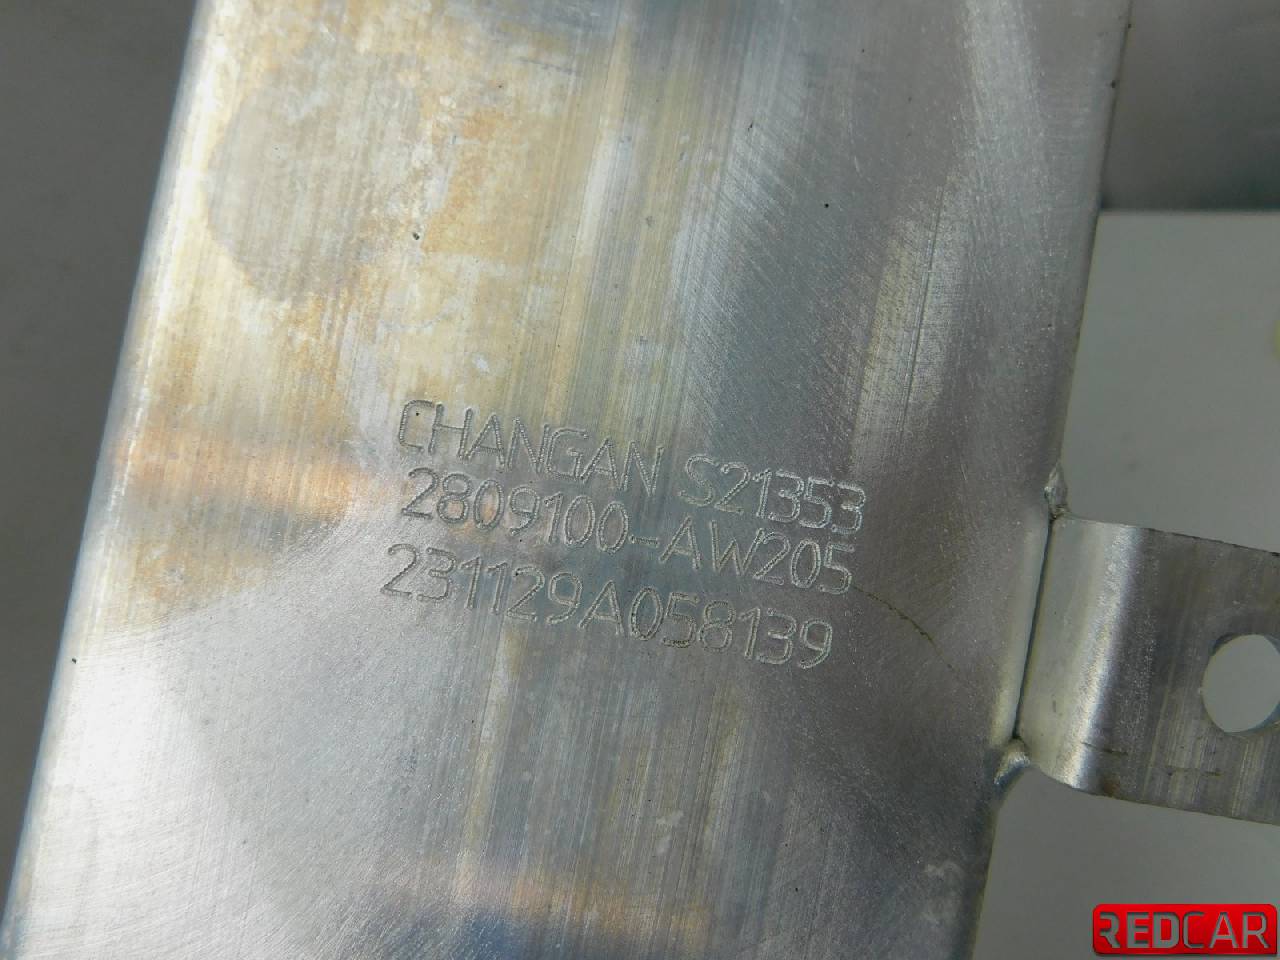 CHANGAN S21353
2809100-AW205
231129A058139
REDCAR